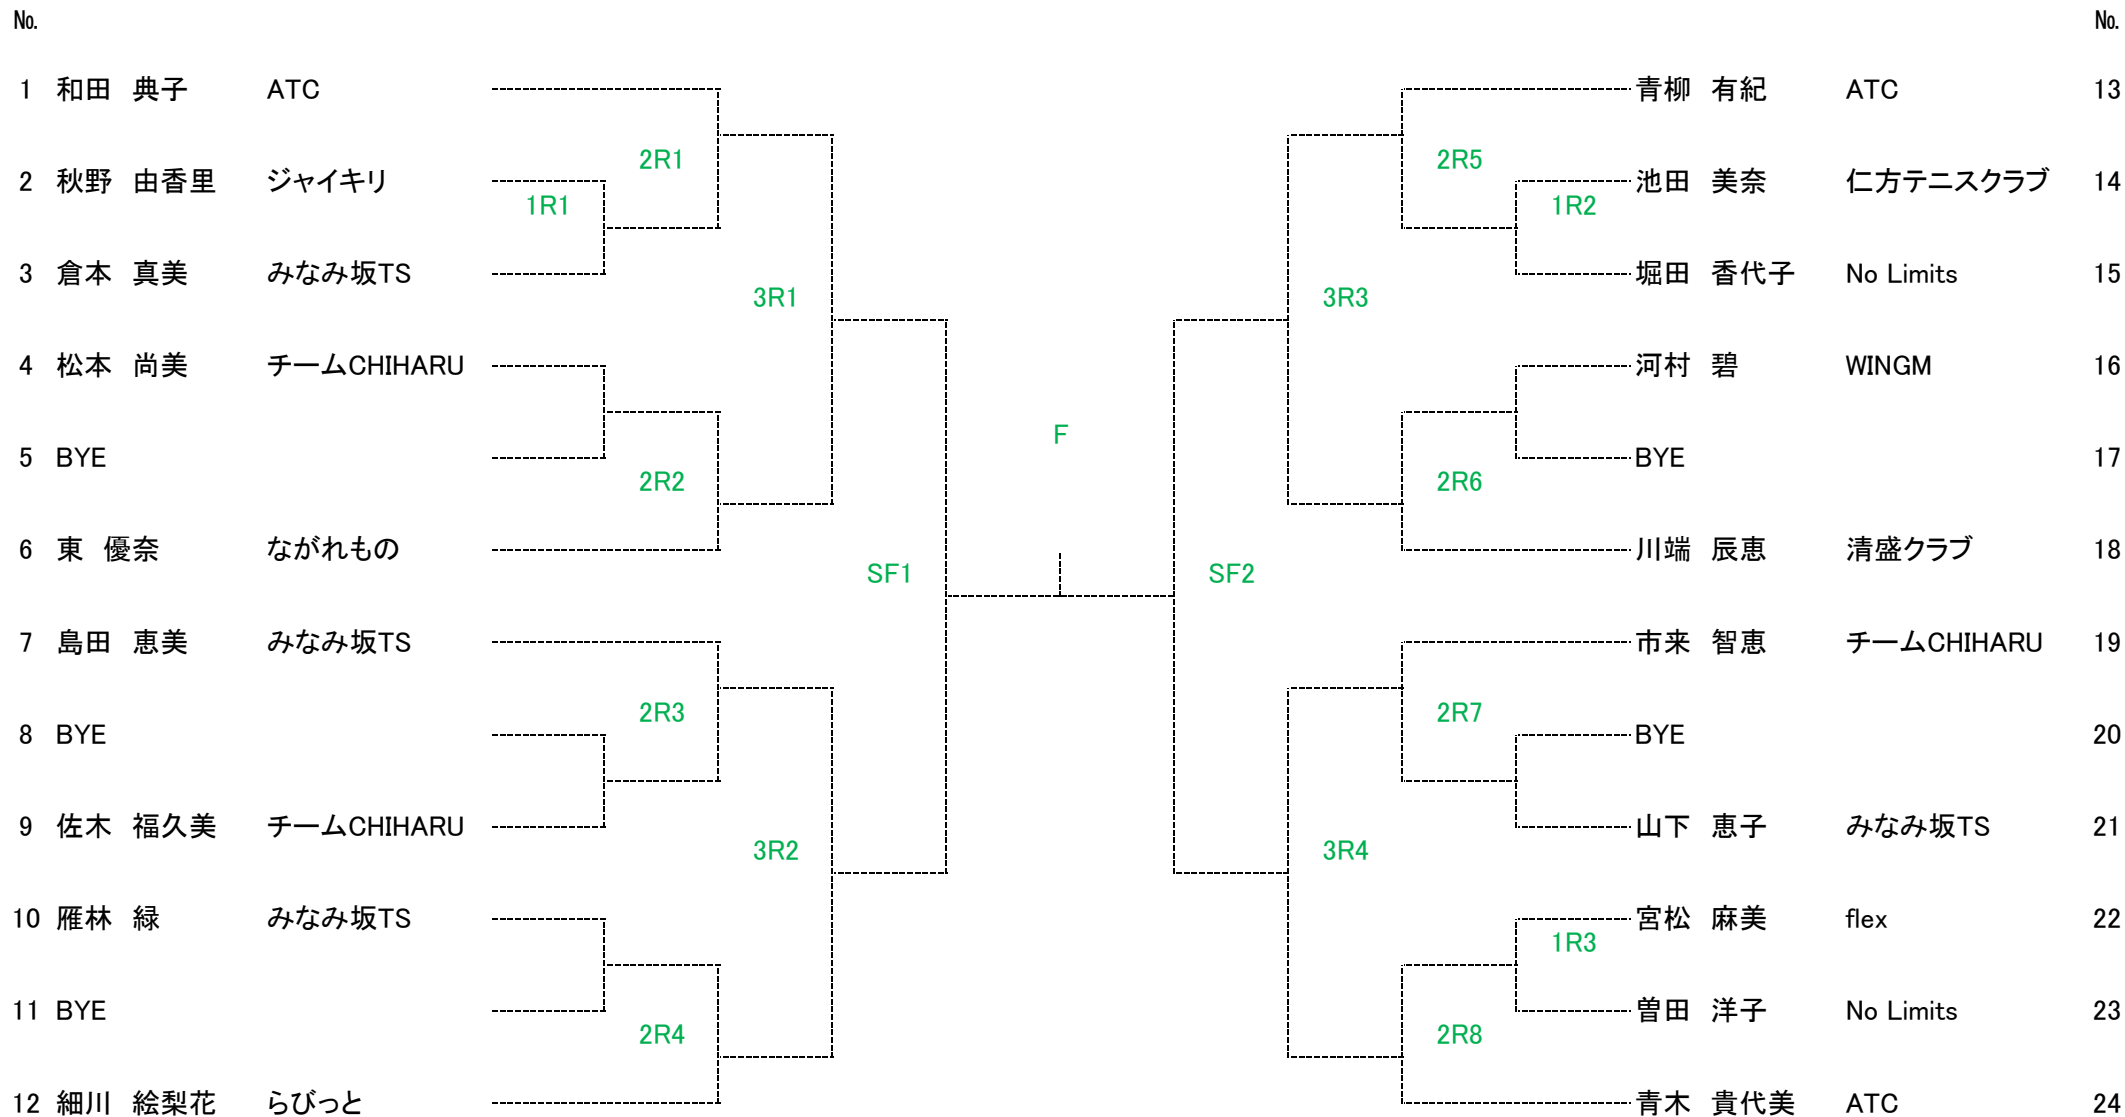 No. No.
1 和田 典子 ATC 青柳 有紀 ATC 13
2R1 2R5
2 秋野 由香里 ジャイキリ 池田 美奈 仁方テニスクラブ 14
1R1 1R2
3 倉本 真美 みなみ坂TS 堀田 香代子 No Limits 15
3R1 3R3
4 松本 尚美 チームCHIHARU 河村 碧 WINGM 16
F
5 BYE BYE 17
2R2 2R6
6 東 優奈 ながれもの 川端 辰恵 清盛クラブ 18
SF1 SF2
7 島田 恵美 みなみ坂TS 市来 智恵 チームCHIHARU 19
2R3 2R7
8 BYE BYE 20
9 佐木 福久美 チームCHIHARU 山下 恵子 みなみ坂TS 21
3R2 3R4
10 雁林 緑 みなみ坂TS 宮松 麻美 flex 22
1R3
11 BYE 曽田 洋子 No Limits 23
2R4 2R8
12 細川 絵梨花 らびっと 青木 貴代美 ATC 24